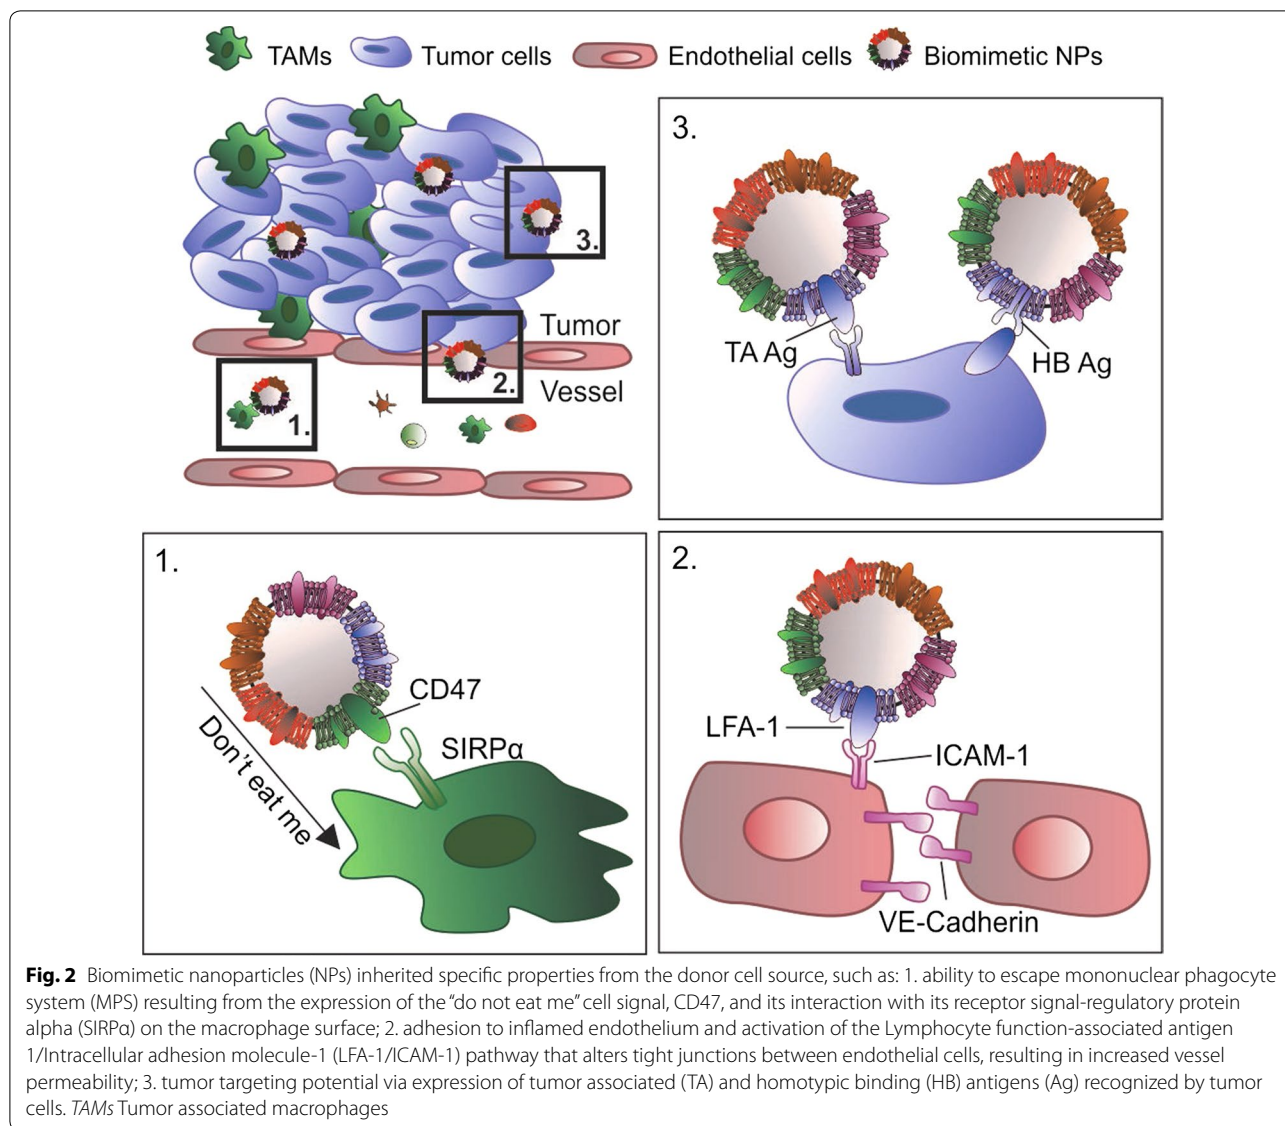 TAMs Tumor cells Endothelial cells Biomimetic NPs
Tumor
Vessel
1.
2.
3.
3.
TA Ag
HB Ag
1.
CD47
SIRPα
Don't eat me
2.
LFA-1
ICAM-1
VE-Cadherin
Fig. 2 Biomimetic nanoparticles (NPs) inherited specific properties from the donor cell source, such as: 1. ability to escape mononuclear phagocyte
system (MPS) resulting from the expression of the “do not eat me” cell signal, CD47, and its interaction with its receptor signal-regulatory protein
alpha (SIRPα) on the macrophage surface; 2. adhesion to inflamed endothelium and activation of the Lymphocyte function-associated antigen
1/Intracellular adhesion molecule-1 (LFA-1/ICAM-1) pathway that alters tight junctions between endothelial cells, resulting in increased vessel
permeability; 3. tumor targeting potential via expression of tumor associated (TA) and homotypic binding (HB) antigens (Ag) recognized by tumor
cells. TAMs Tumor associated macrophages